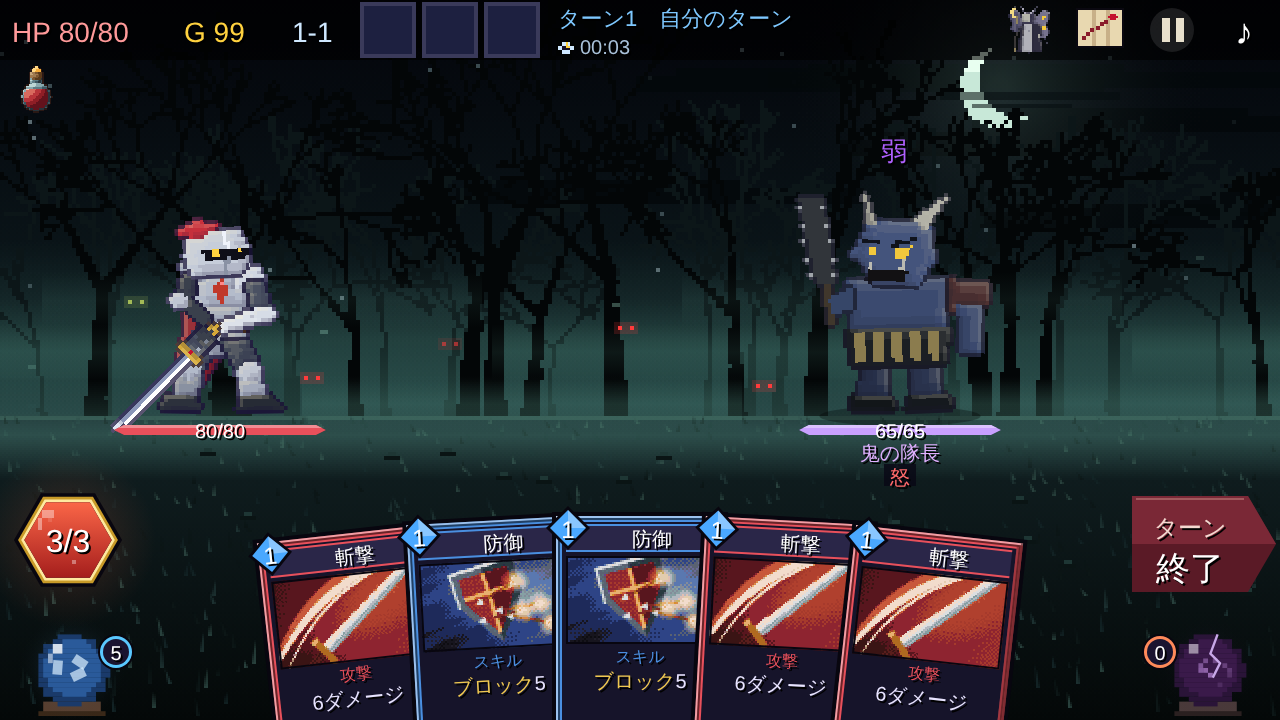 HP 80/80
G 99
1-1
ターン1 自分のターン
00:03
♪
弱
80/80
65/65
鬼の隊長
怒
3/3
ターン
終了
1
斬撃
攻撃
6ダメージ
1
防御
スキル
ブロック5
1
防御
スキル
ブロック5
1
斬撃
攻撃
6ダメージ
1
斬撃
攻撃
6ダメージ
5
0